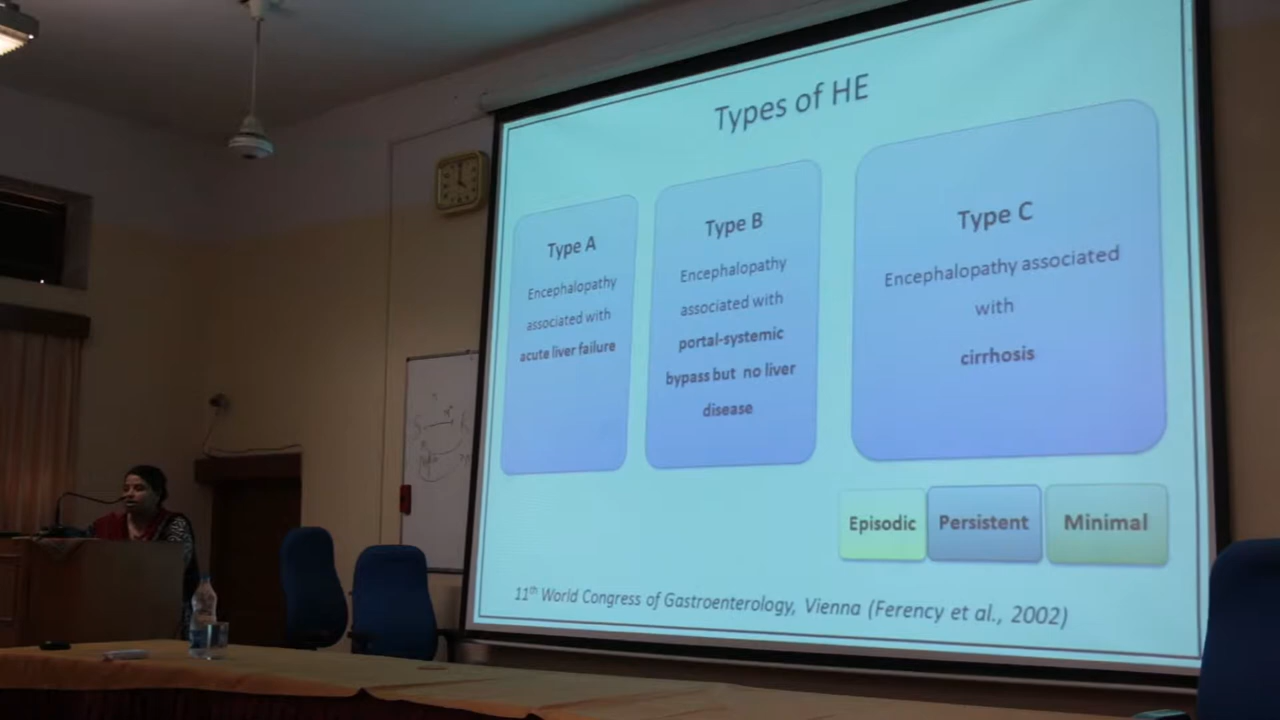 Types of HE
Type A
Encephalopathy
associated with
acute liver failure
Type B
Encephalopathy
associated with
portal-systemic
bypass but no liver
disease
Type C
Encephalopathy associated
with
cirrhosis
Episodic
Persistent
Minimal
11th World Congress of Gastroenterology, Vienna (Ferency et al., 2002)